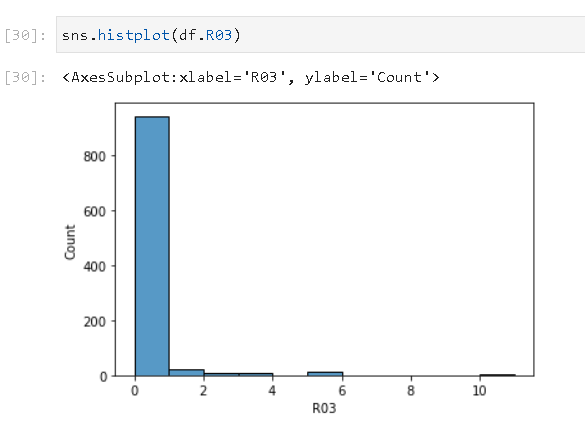 [30]: sns.histplot(df.R03)
[30]: <AxesSubplot:xlabel='R03', ylabel='Count'>
800
600
400
200
0
Count
0 2 4 6 8 10
R03